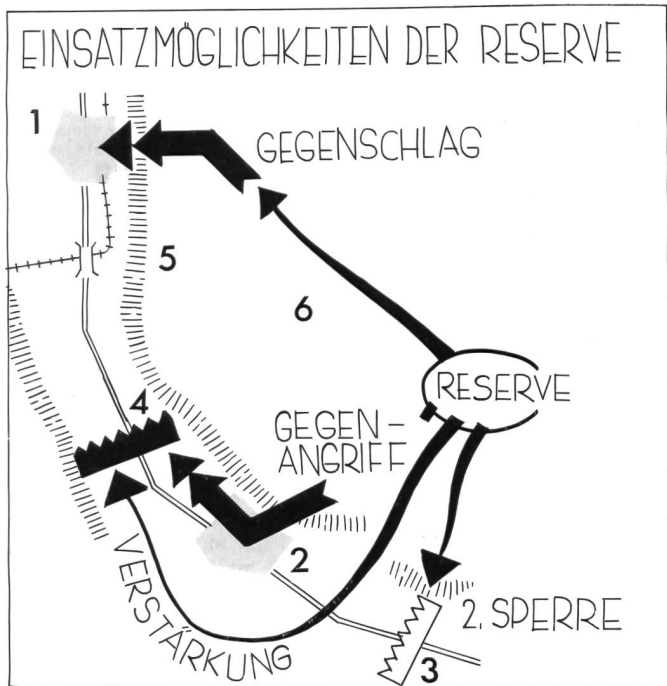 EINSATZMÖGLICHKEITEN DER RESERVE
1
GEGENSCHLAG
5
6
RESERVE
4
GEGEN-
ANGRIFF
2
VERSTÄRKUNG
2. SPERRE
3